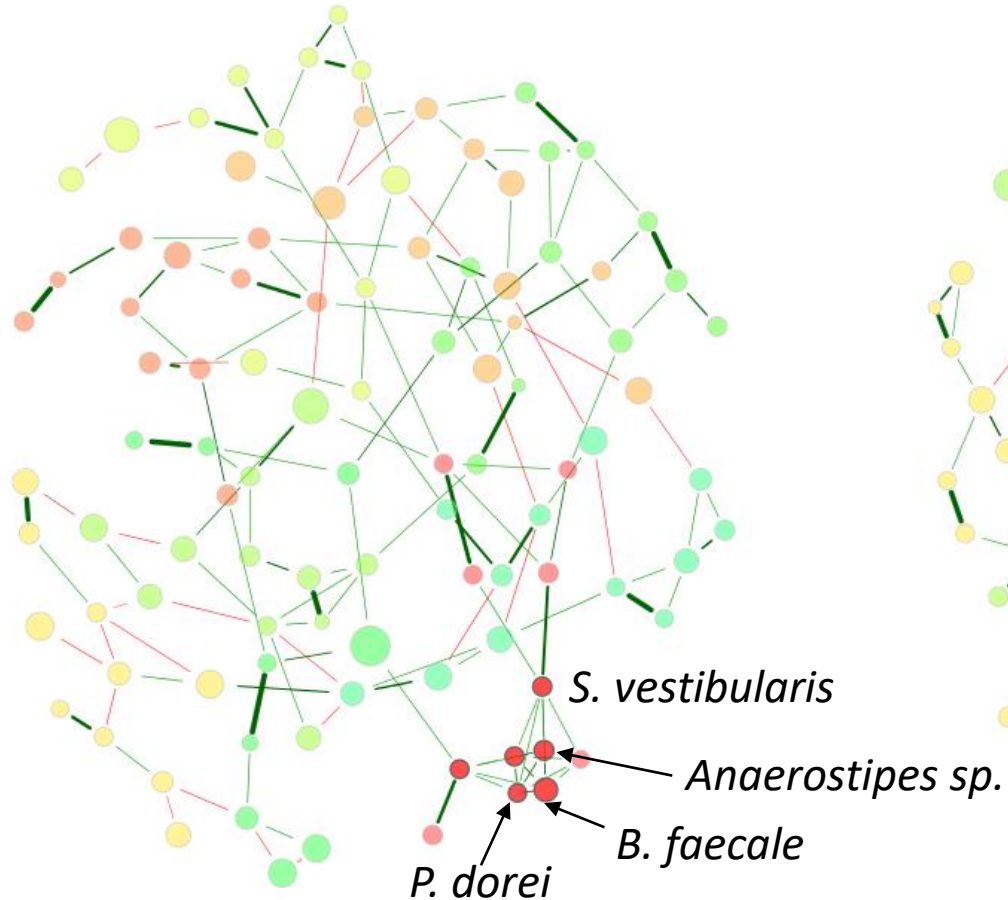 S. vestibularis
Anaerostipes sp.
B. faecale
P. dorei